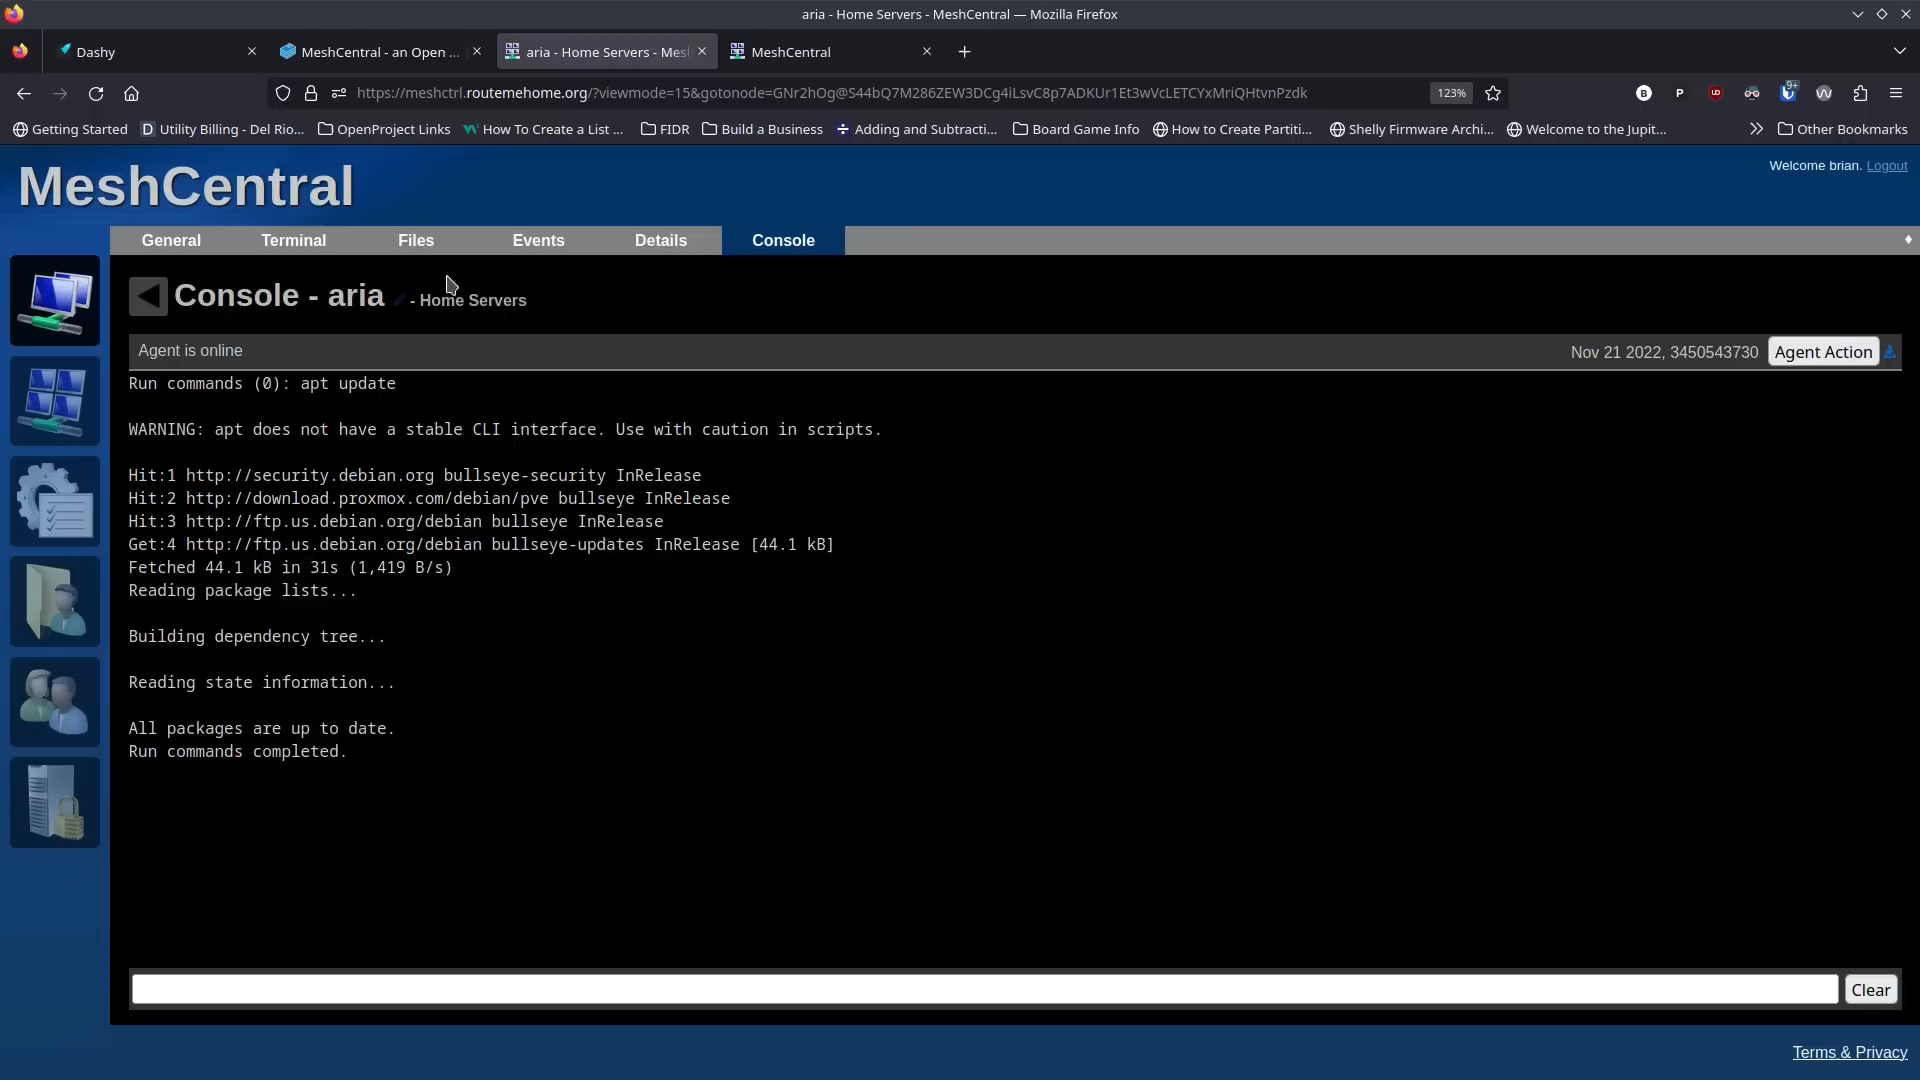 aria - Home Servers - MeshCentral — Mozilla Firefox
Dashy
MeshCentral - an Open ...
aria - Home Servers - Mes
MeshCentral
https://meshctrl.routemehome.org/?viewmode=15&gotonode=GNr2hOg@S44bQ7M286ZEW3DCg4iLsvC8p7ADKUr1Et3wVcLETCYxMriQHtvnPzdk
123%
B
P
9+
Getting Started
Utility Billing - Del Rio...
OpenProject Links
How To Create a List ...
FIDR
Build a Business
Adding and Subtracti...
Board Game Info
How to Create Partiti...
Shelly Firmware Archi...
Welcome to the Jupit...
Other Bookmarks
MeshCentral
Welcome brian. Logout
General
Terminal
Files
Events
Details
Console
Console - aria - Home Servers
Agent is online
Nov 21 2022, 3450543730
Agent Action
Run commands (0): apt update
WARNING: apt does not have a stable CLI interface. Use with caution in scripts.
Hit:1 http://security.debian.org bullseye-security InRelease
Hit:2 http://download.proxmox.com/debian/pve bullseye InRelease
Hit:3 http://ftp.us.debian.org/debian bullseye InRelease
Get:4 http://ftp.us.debian.org/debian bullseye-updates InRelease [44.1 kB]
Fetched 44.1 kB in 31s (1,419 B/s)
Reading package lists...
Building dependency tree...
Reading state information...
All packages are up to date.
Run commands completed.
Clear
Terms & Privacy